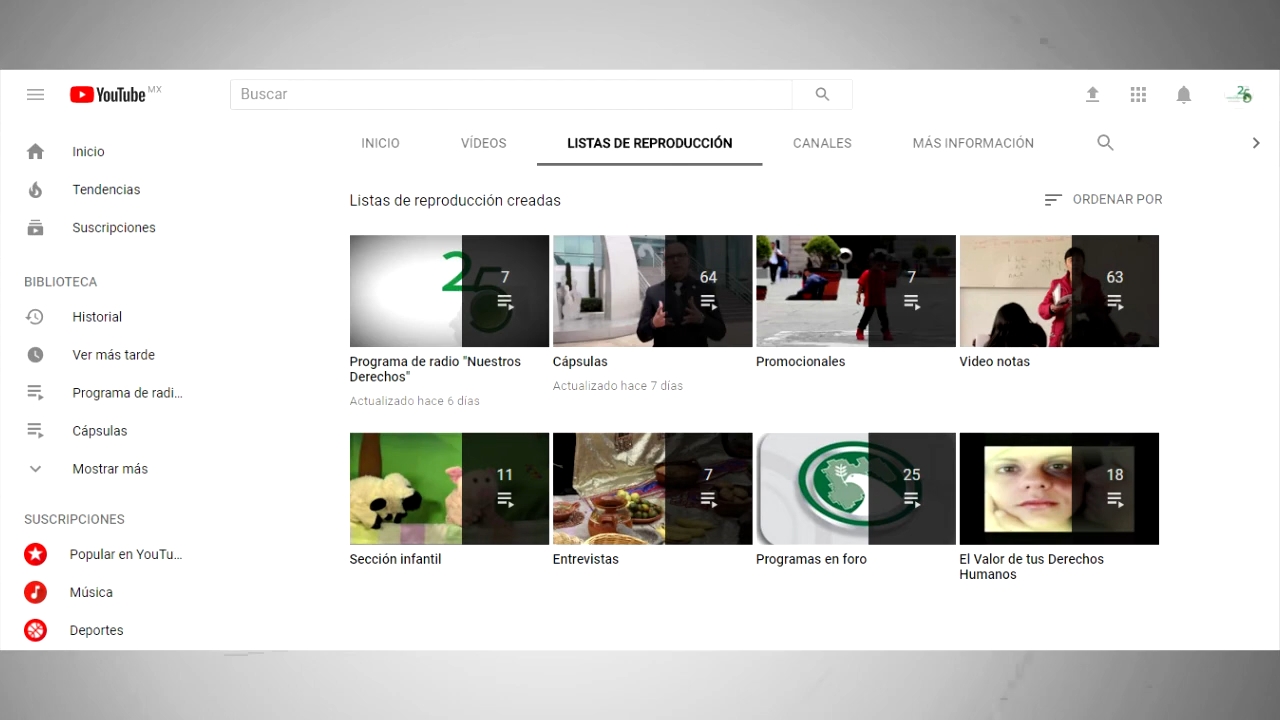 YouTube MX
Buscar
25
Inicio
Tendencias
Suscripciones
BIBLIOTECA
Historial
Ver más tarde
Programa de radi...
Cápsulas
Mostrar más
SUSCRIPCIONES
Popular en YouTu...
Música
Deportes
INICIO VÍDEOS LISTAS DE REPRODUCCIÓN CANALES MÁS INFORMACIÓN
Listas de reproducción creadas
ORDENAR POR
25
7
64
7
63
Programa de radio "Nuestros
Derechos"
Actualizado hace 6 días
Cápsulas
Actualizado hace 7 días
Promocionales
Video notas
11
7
25
18
Sección infantil
Entrevistas
Programas en foro
El Valor de tus Derechos
Humanos